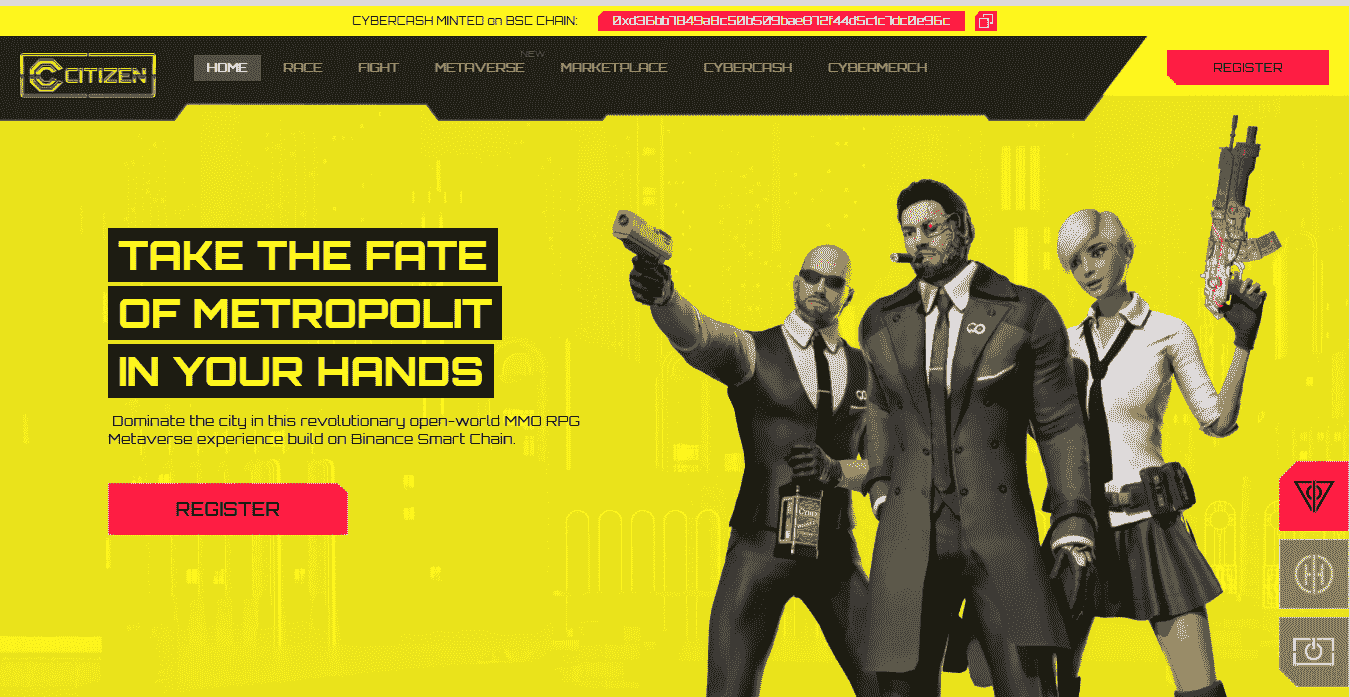 CYBERCASH MINTED on BSC CHAIN: 0xd36bb7849a8c50b509bae872f44d5c1c7dc0e96c
CCITIZEN
HOME RACE FIGHT METAVERSE NEW MARKETPLACE CYBERCASH CYBERMERCH REGISTER
TAKE THE FATE
OF METROPOLIT
IN YOUR HANDS
Dominate the city in this revolutionary open-world MMO RPG
Metaverse experience build on Binance Smart Chain.
REGISTER